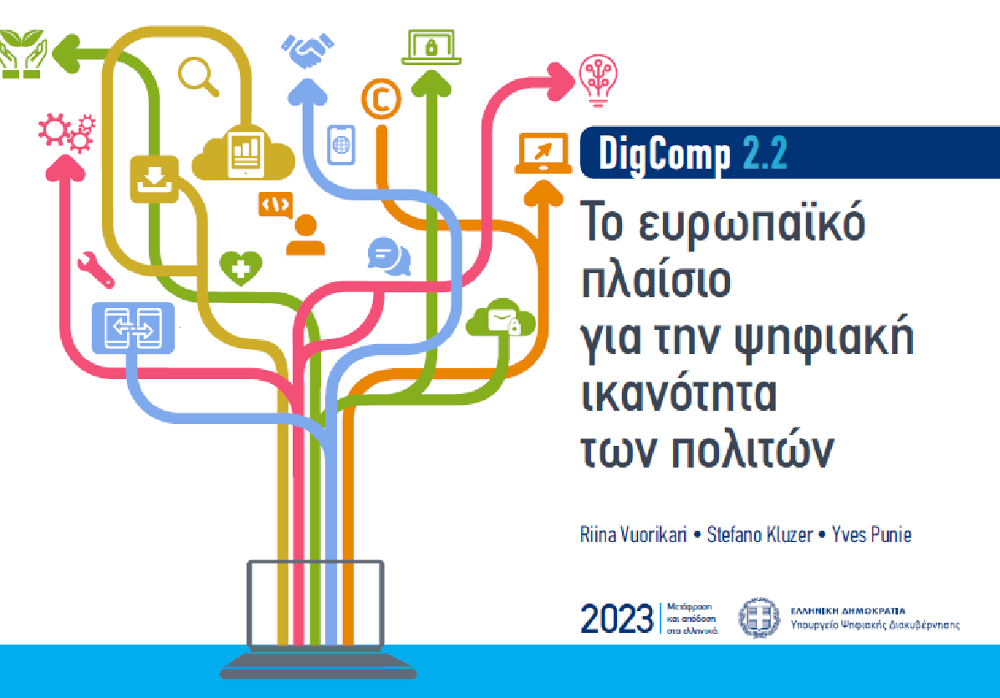 ©
</>
DigComp 2.2
Το ευρωπαϊκό
πλαίσιο
για την ψηφιακή
ικανότητα
των πολιτών
Riina Vuorikari • Stefano Kluzer • Yves Punie
2023
Μετάφραση
και απόδοση
στα ελληνικά:
ΕΛΛΗΝΙΚΗ ΔΗΜΟΚΡΑΤΙΑ
Υπουργείο Ψηφιακής Διακυβέρνησης